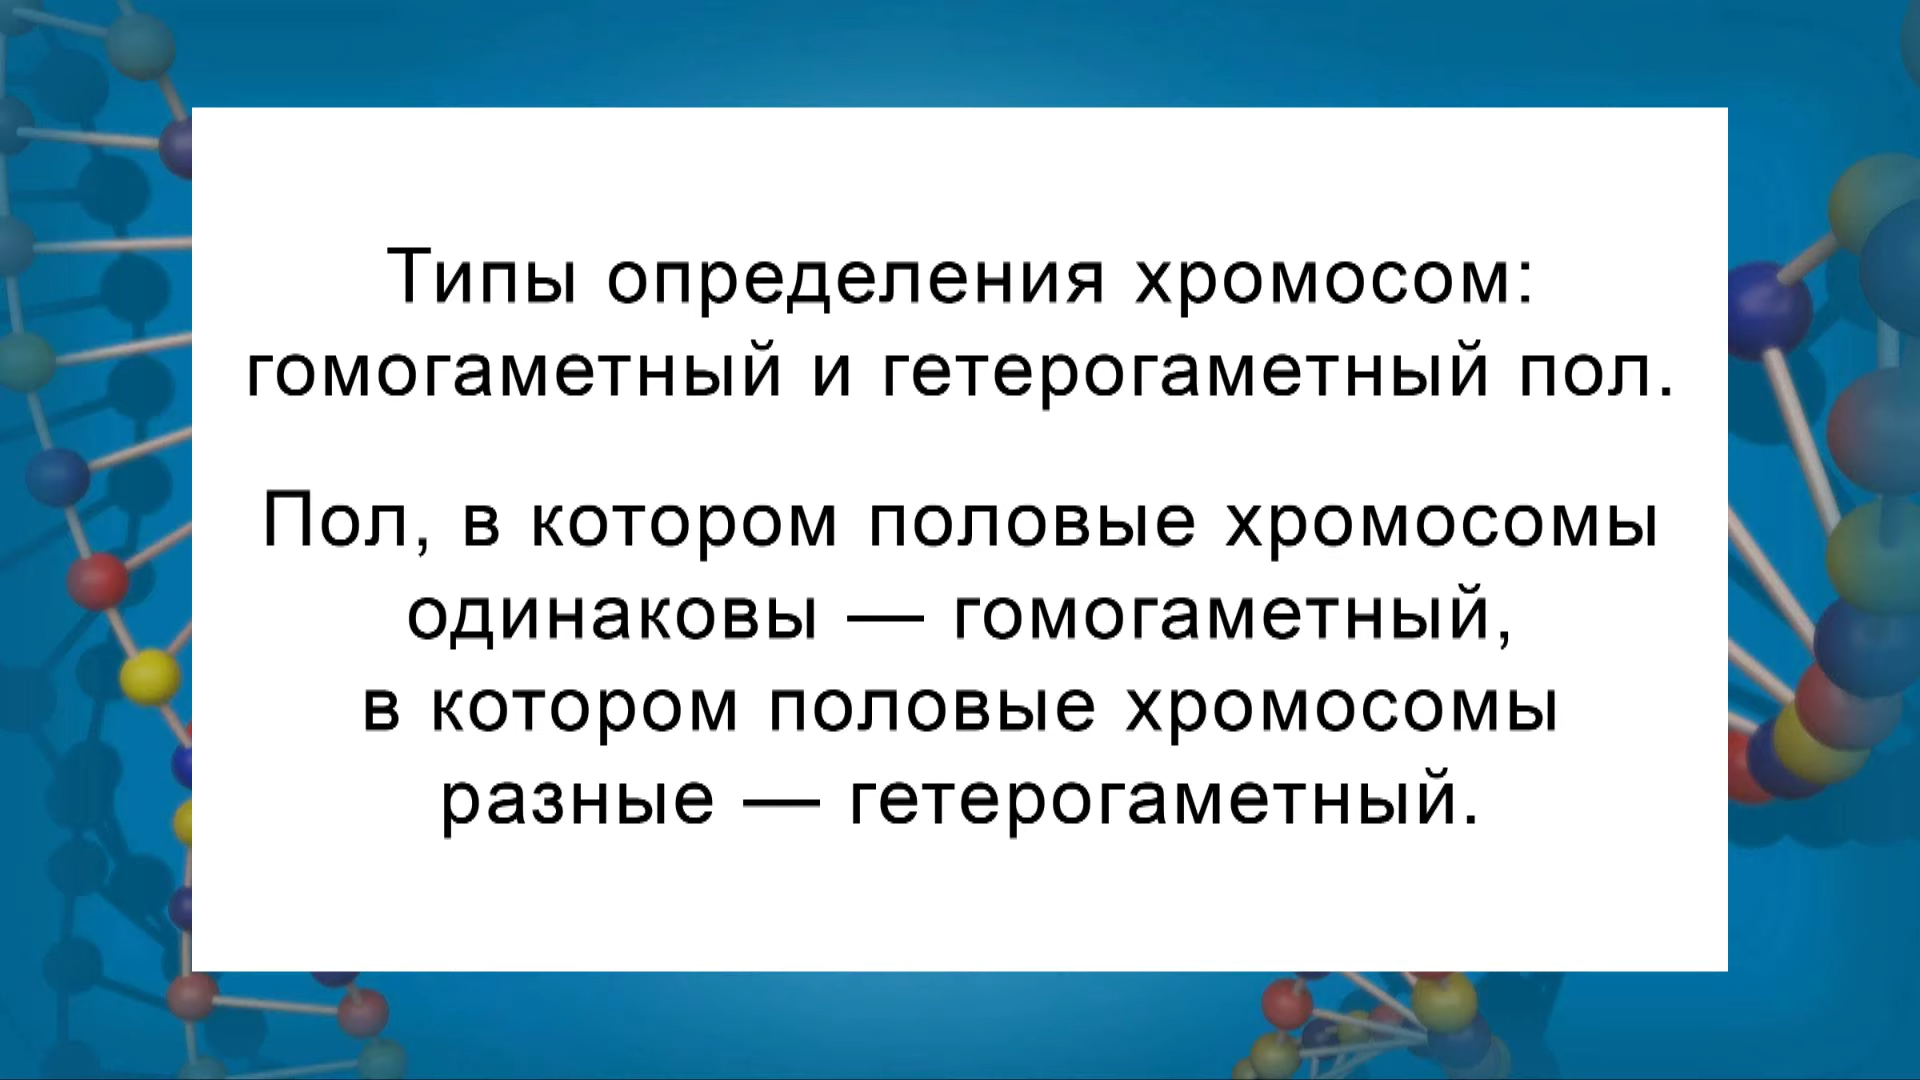 Типы определения хромосом:
гомогаметный и гетерогаметный пол.
Пол, в котором половые хромосомы
одинаковы — гомогаметный,
в котором половые хромосомы
разные — гетерогаметный.